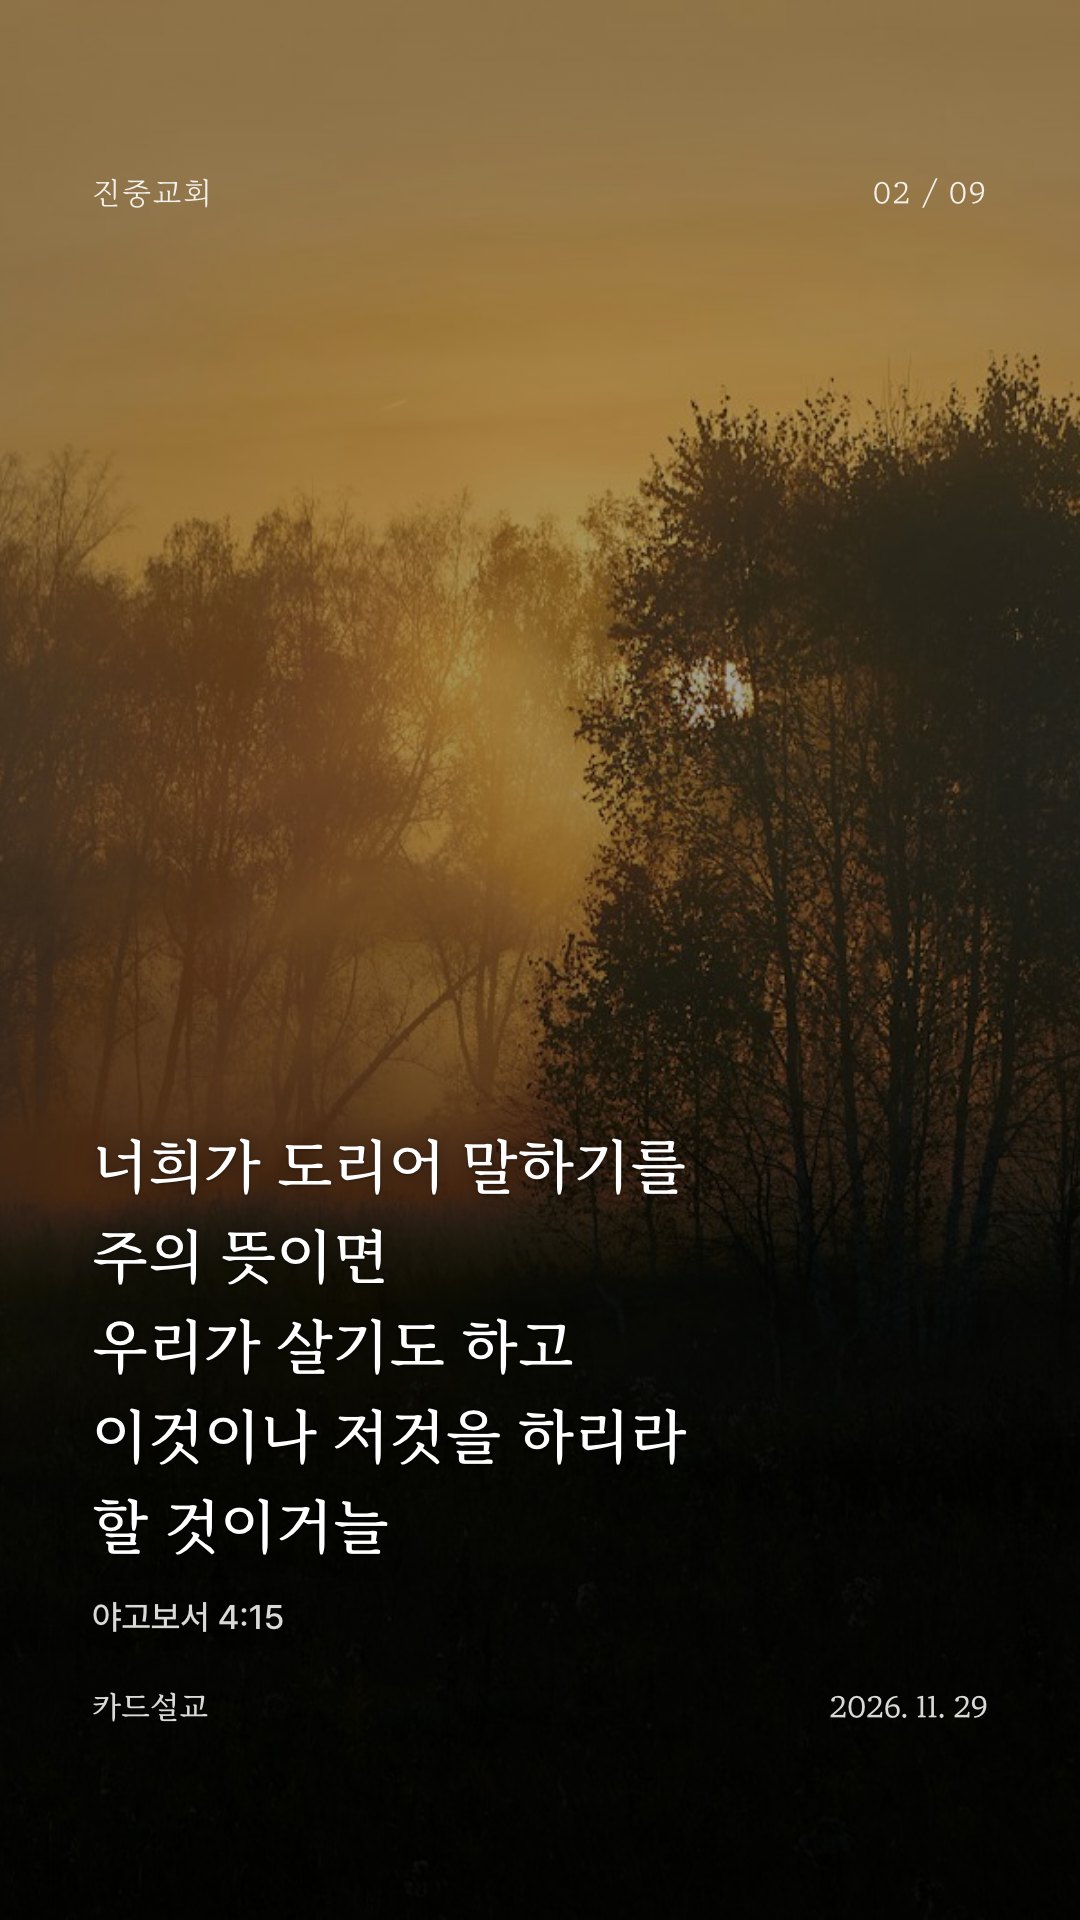 진중교회
02 / 09
너희가 도리어 말하기를
주의 뜻이면
우리가 살기도 하고
이것이나 저것을 하리라
할 것이거늘
야고보서 4:15
카드설교
2026. 11. 29